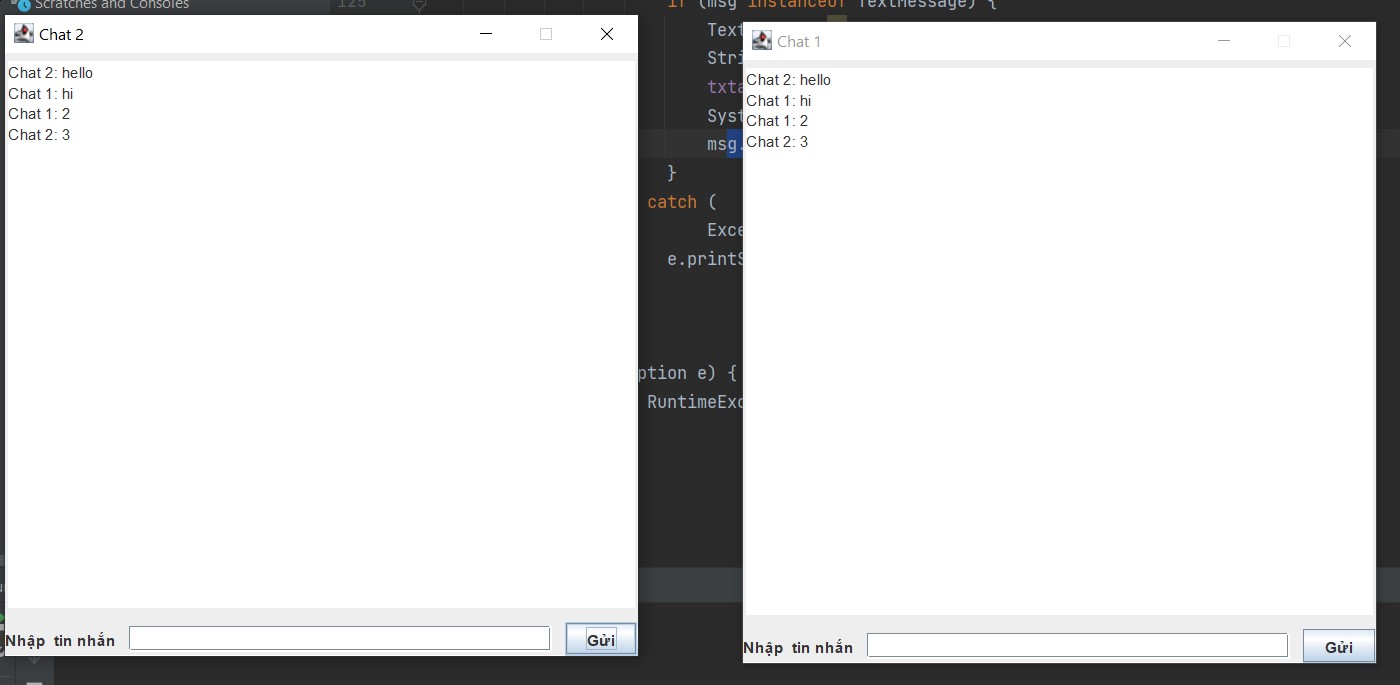 Scratches and Consoles
125
Chat 2
Chat 2: hello
Chat 1: hi
Chat 1: 2
Chat 2: 3
Nhập tin nhắn
Gửi
if (msg instanceof TextMessage) {
Text
Stri
txta
Syst
msg.
}
catch (
Exce
e.printS
ption e) {
RuntimeExc
Chat 1
Chat 2: hello
Chat 1: hi
Chat 1: 2
Chat 2: 3
Nhập tin nhắn
Gửi